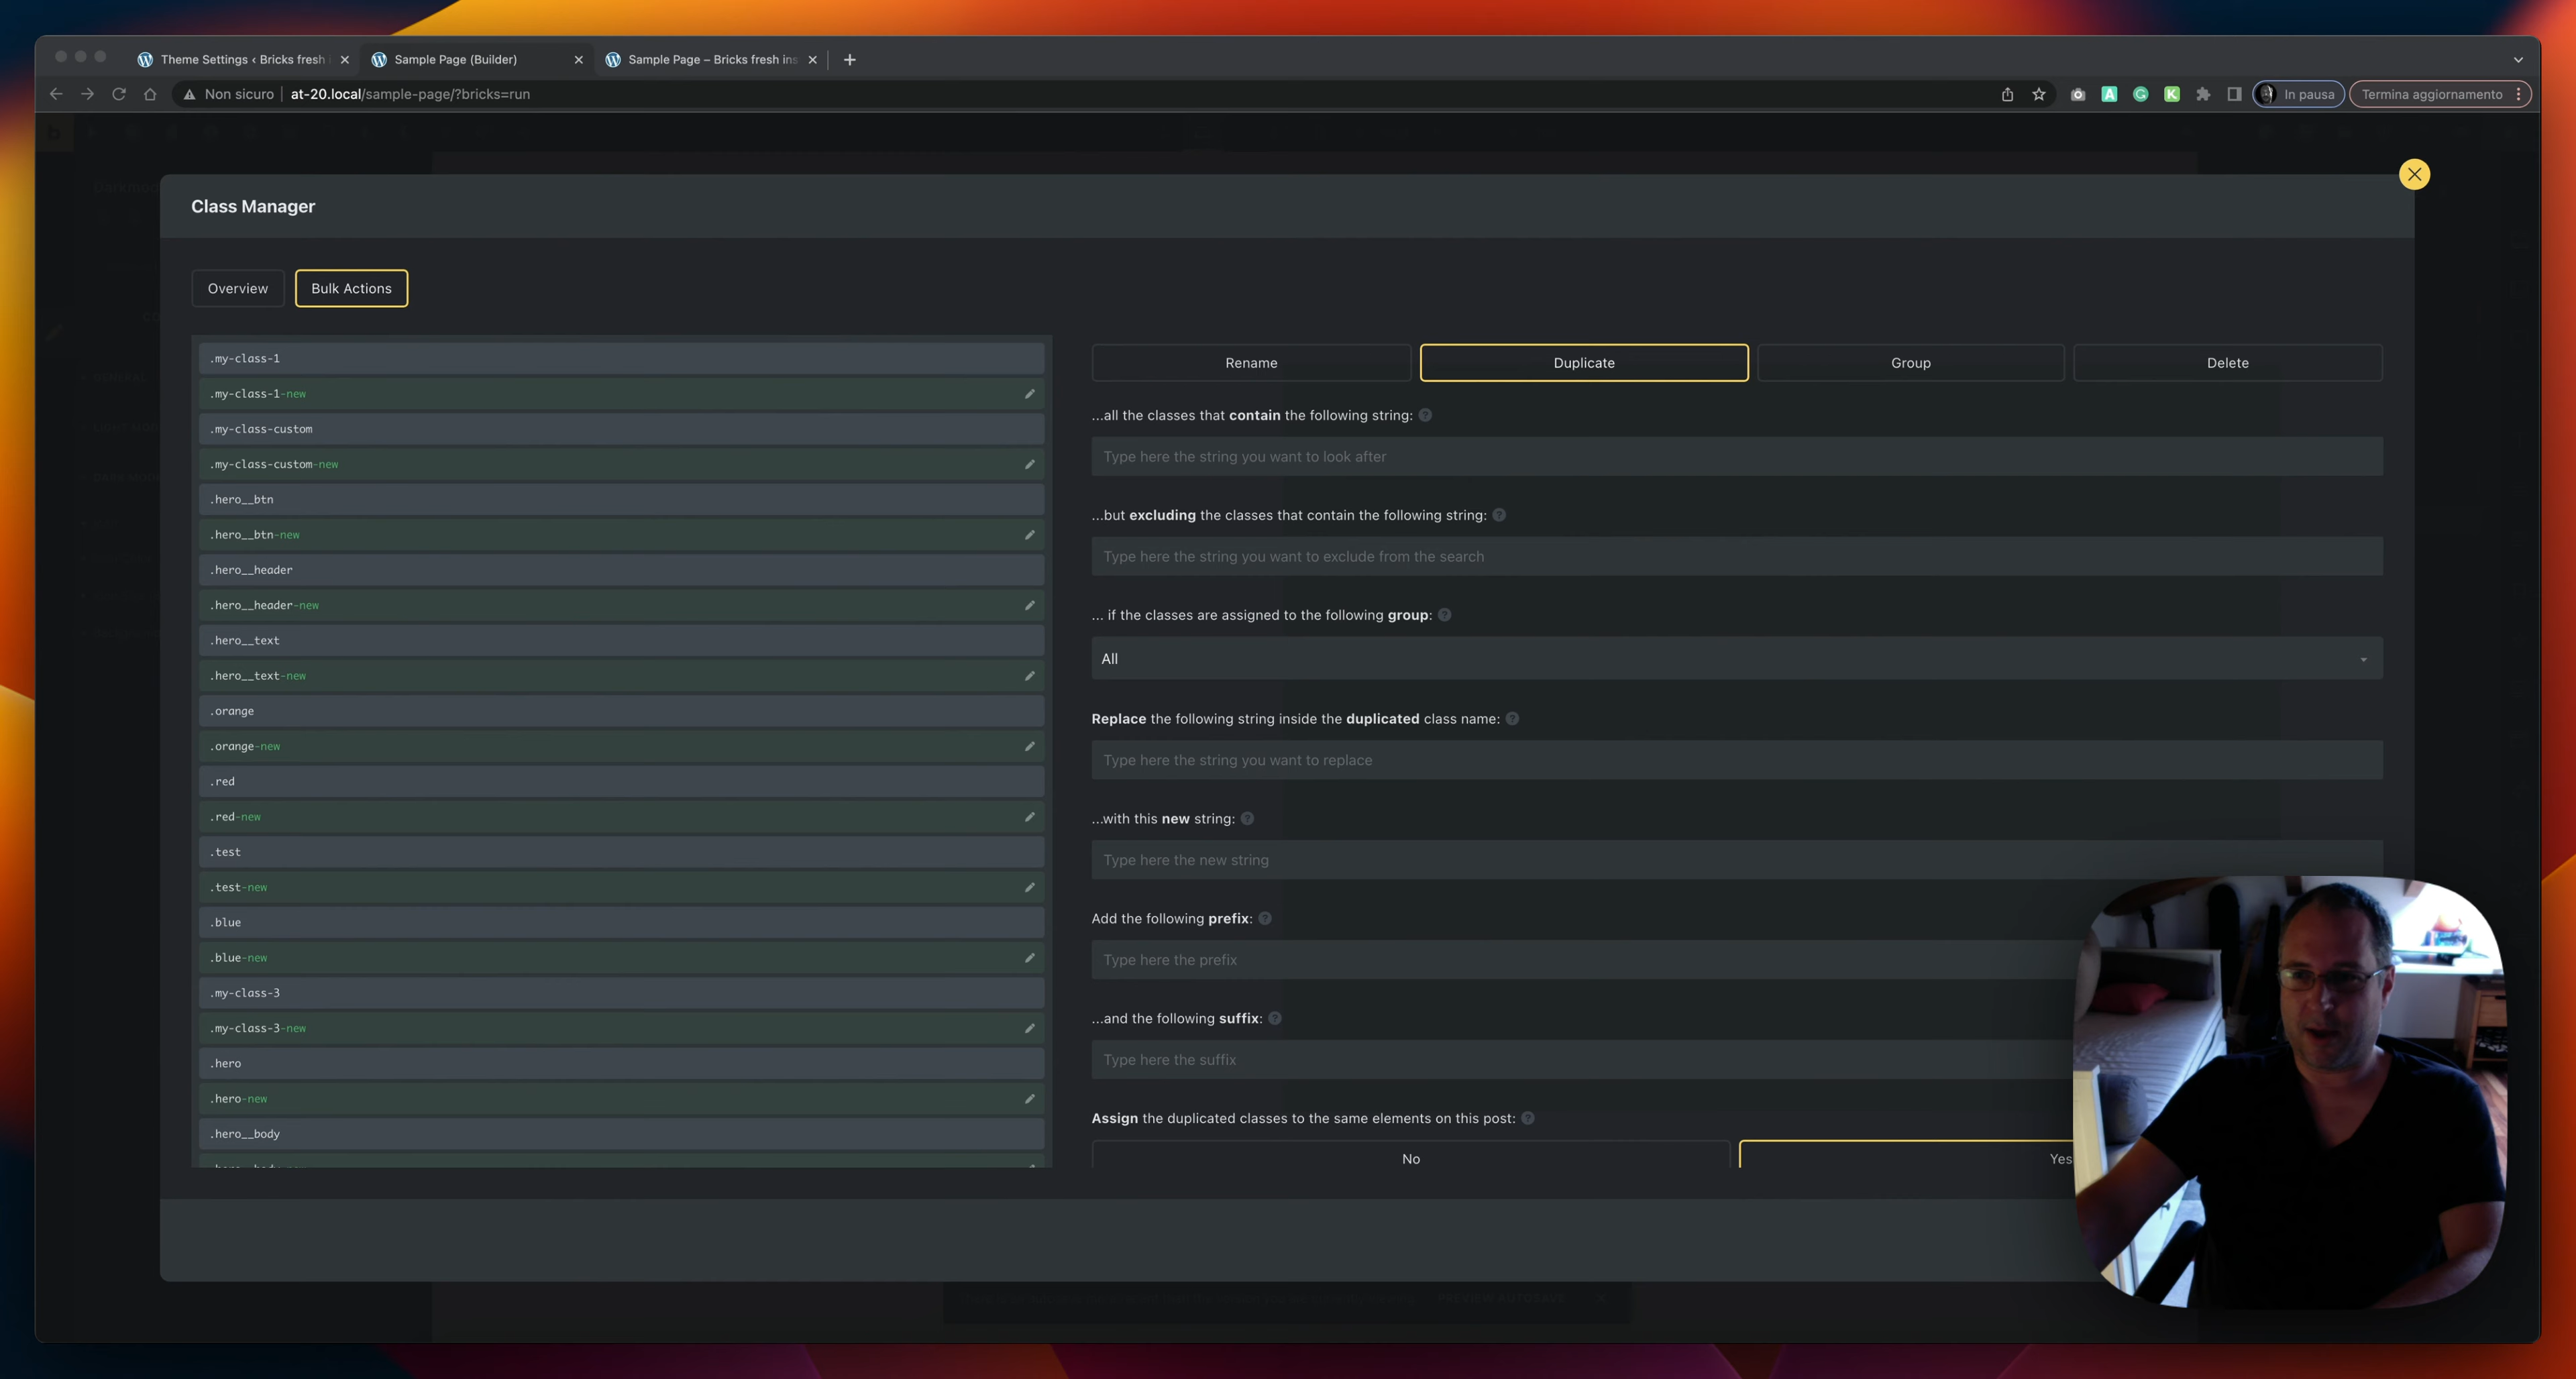 Theme Settings ‹ Bricks fresh i
Sample Page (Builder)
Sample Page – Bricks fresh ins
Non sicuro
at-20.local/sample-page/?bricks=run
In pausa
Termina aggiornamento
Class Manager
Overview
Bulk Actions
.my-class-1
.my-class-1-new
.my-class-custom
.my-class-custom-new
.hero__btn
.hero__btn-new
.hero__header
.hero__header-new
.hero__text
.hero__text-new
.orange
.orange-new
.red
.red-new
.test
.test-new
.blue
.blue-new
.my-class-3
.my-class-3-new
.hero
.hero-new
.hero__body
Rename
Duplicate
Group
Delete
...all the classes that contain the following string:
Type here the string you want to look after
...but excluding the classes that contain the following string:
Type here the string you want to exclude from the search
... if the classes are assigned to the following group:
All
Replace the following string inside the duplicated class name:
Type here the string you want to replace
...with this new string:
Type here the new string
Add the following prefix:
Type here the prefix
...and the following suffix:
Type here the suffix
Assign the duplicated classes to the same elements on this post:
No
Yes